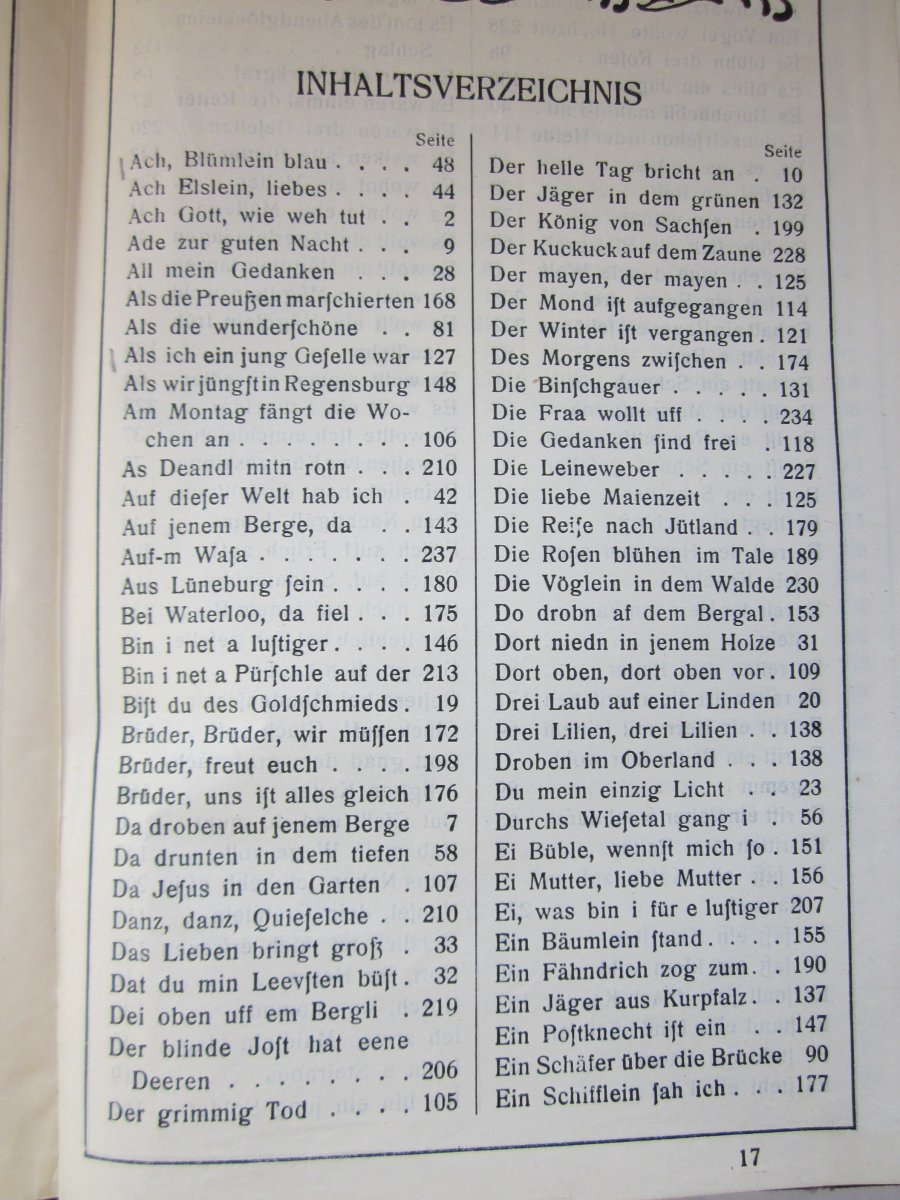 INHALTSVERZEICHNIS
Seite
Ach, Blümlein blau . . . . 48
Ach Elslein, liebes . . . . 44
Ach Gott, wie weh tut . . 2
Ade zur guten Nacht . . . 9
All mein Gedanken . . 28
Als die Preußen marſchierten 168
Als die wunderſchöne . . 81
Als ich ein jung Geſelle war 127
Als wir jüngſt in Regensburg 148
Am Montag fängt die Wo-
chen an . . . . . . . 106
As Deandl mitn rotn . . . 210
Auf dieſer Welt hab ich . 42
Auf jenem Berge, da . . . 143
Auf-m Waſa . . . . . . . 237
Aus Lüneburg ſein . . . . 180
Bei Waterloo, da fiel . . . 175
Bin i net a luſtiger . . . . 146
Bin i net a Pürſchle auf der 213
Biſt du des Goldſchmieds . 19
Brüder, Brüder, wir müſſen 172
Brüder, freut euch . . . . 198
Brüder, uns iſt alles gleich 176
Da droben auf jenem Berge 7
Da drunten in dem tiefen 58
Da Jeſus in den Garten . 107
Danz, danz, Quieſelche . . 210
Das Lieben bringt groß . 33
Dat du min Leevſten büſt . 32
Dei oben uff em Bergli . 219
Der blinde Joſt hat eene
Deeren . . . . . . . . 206
Der grimmig Tod . . . . 105
Seite
Der helle Tag bricht an . 10
Der Jäger in dem grünen 132
Der König von Sachſen . 199
Der Kuckuck auf dem Zaune 228
Der mayen, der mayen . . 125
Der Mond iſt aufgegangen 114
Der Winter iſt vergangen . 121
Des Morgens zwiſchen . . 174
Die Binſchgauer . . . . . 131
Die Fraa wollt uff . . . . 234
Die Gedanken ſind frei . 118
Die Leineweber . . . . . 227
Die liebe Maienzeit . . . 125
Die Reiſe nach Jütland . . 179
Die Roſen blühen im Tale 189
Die Vöglein in dem Walde 230
Do drobn af dem Bergal . 153
Dort niedn in jenem Holze 31
Dort oben, dort oben vor . 109
Drei Laub auf einer Linden 20
Drei Lilien, drei Lilien . . 138
Droben im Oberland . . . 138
Du mein einzig Licht . . 23
Durchs Wieſetal gang i . 56
Ei Büble, wennſt mich ſo . 151
Ei Mutter, liebe Mutter . . 156
Ei, was bin i für e luſtiger 207
Ein Bäumlein ſtand . . . . 155
Ein Fähndrich zog zum . . 190
Ein Jäger aus Kurpfalz . . 137
Ein Poſtknecht iſt ein . . 147
Ein Schäfer über die Brücke 90
Ein Schifflein ſah ich . . . 177
17